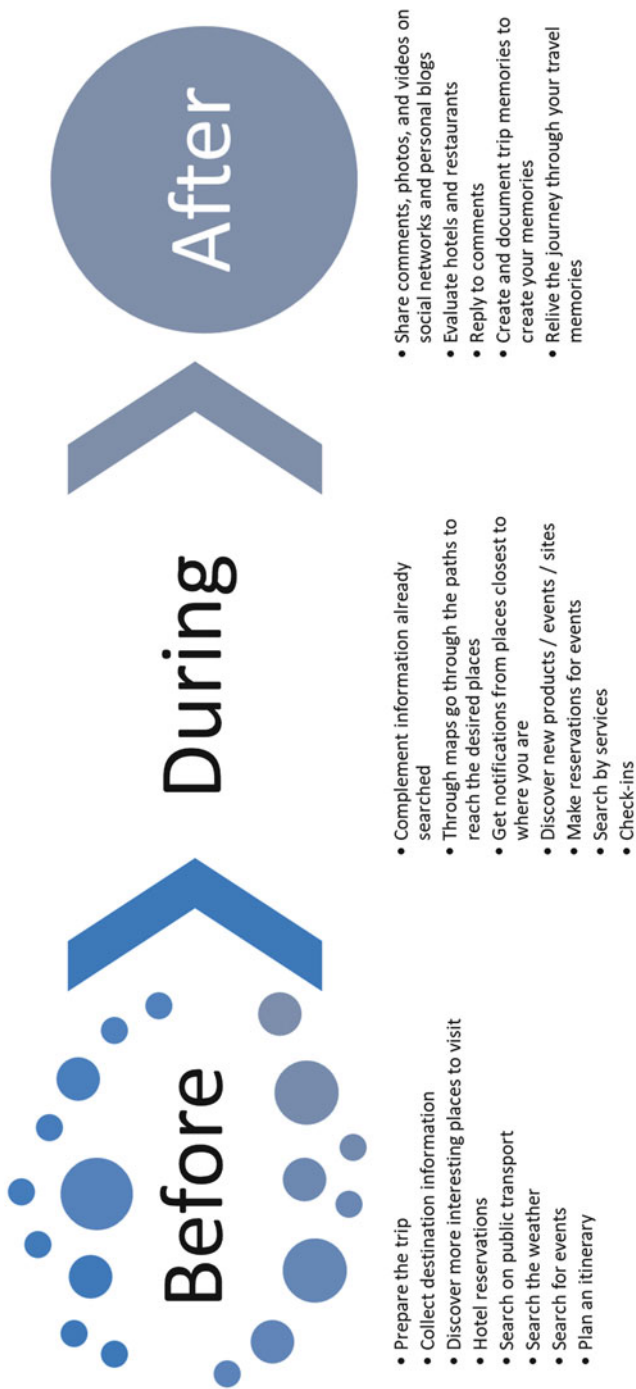 Before
• Prepare the trip
• Collect destination information
• Discover more interesting places to visit
• Hotel reservations
• Search on public transport
• Search the weather
• Search for events
• Plan an itinerary
During
• Complement information already
searched
• Through maps go through the paths to
reach the desired places
• Get notifications from places closest to
where you are
• Discover new products / events / sites
• Make reservations for events
• Search by services
• Check-ins
After
• Share comments, photos, and videos on
social networks and personal blogs
• Evaluate hotels and restaurants
• Reply to comments
• Create and document trip memories to
create your memories
• Relive the journey through your travel
memories